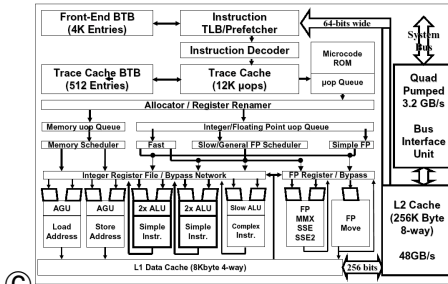 Front-End BTB
(4K Entries)
Instruction
TLB/Prefetcher
64-bits wide
System
Bus
Instruction Decoder
Microcode
ROM
Trace Cache BTB
(512 Entries)
Trace Cache
(12K µops)
µop Queue
Quad
Pumped
3.2 GB/s
Bus
Interface
Unit
Allocator / Register Renamer
Memory uop Queue
Integer/Floating Point uop Queue
Memory Scheduler
Fast
Slow/General FP Scheduler
Simple FP
Integer Register File / Bypass Network
FP Register / Bypass
AGU
AGU
2x ALU
2x ALU
Slow ALU
Load
Address
Store
Address
Simple
Instr.
Simple
Instr.
Complex
Instr.
FP
MMX
SSE
SSE2
FP
Move
L2 Cache
(256K Byte
8-way)
48GB/s
L1 Data Cache (8Kbyte 4-way)
256 bits
©